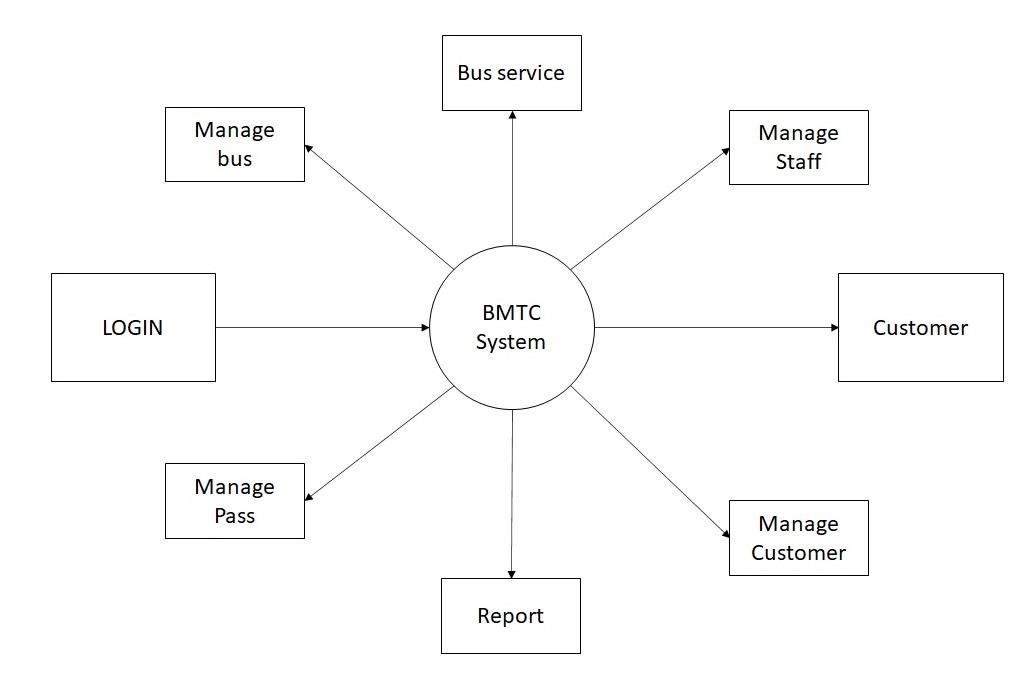 Bus service
Manage
bus
Manage
Staff
LOGIN
BMTC
System
Customer
Manage
Pass
Manage
Customer
Report